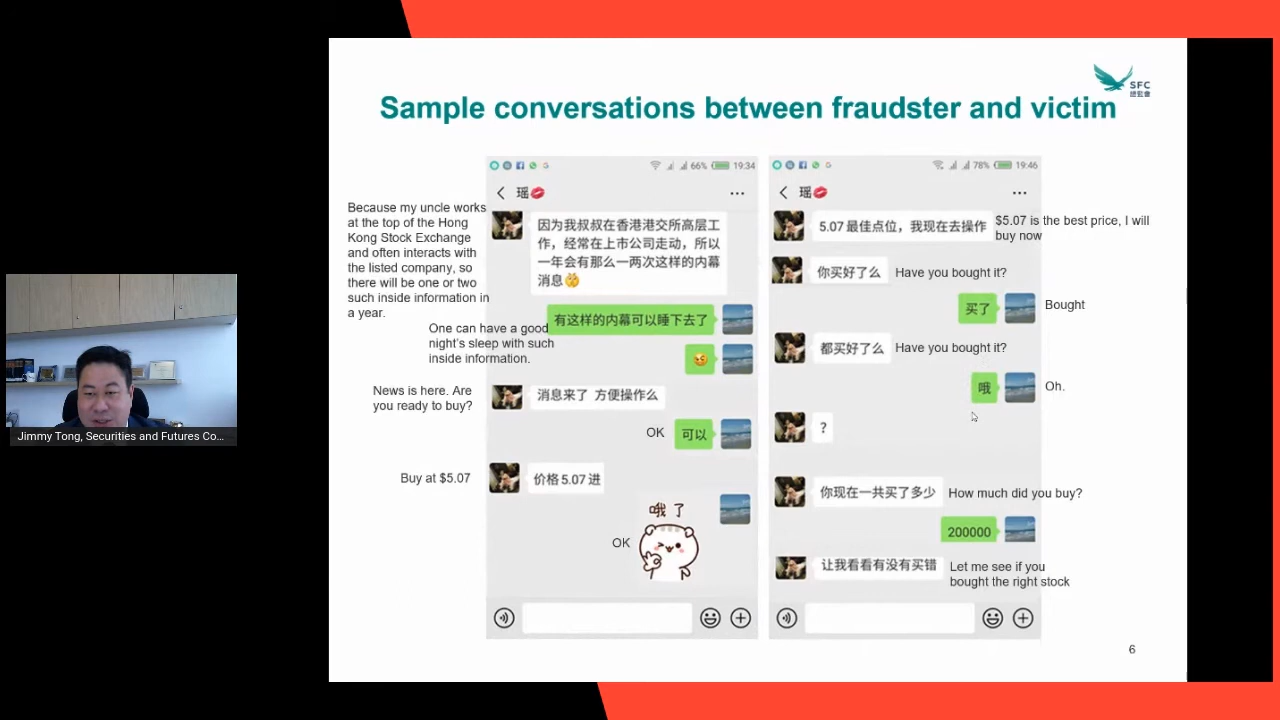 SFC
證監會
Sample conversations between fraudster and victim
66% 19:34
瑶💋
Because my uncle works
at the top of the Hong
Kong Stock Exchange
and often interacts with
the listed company, so
there will be one or two
such inside information in
a year.
因为我叔叔在香港港交所高层工
作，经常在上市公司走动，所以
一年会有那么一两次这样的内幕
消息
有这样的内幕可以睡下去了
One can have a good
night's sleep with such
inside information.
News is here. Are
you ready to buy?
消息来了 方便操作么
OK
可以
Buy at $5.07
价格5.07进
哦了
OK
78% 19:46
瑶💋
5.07最佳点位，我现在去操作
$5.07 is the best price, I will
buy now
你买好了么
Have you bought it?
买了
Bought
都买好了么
Have you bought it?
哦
Oh.
?
你现在一共买了多少
How much did you buy?
200000
让我看看有没有买错
Let me see if you
bought the right stock
6
Jimmy Tong, Securities and Futures Co...